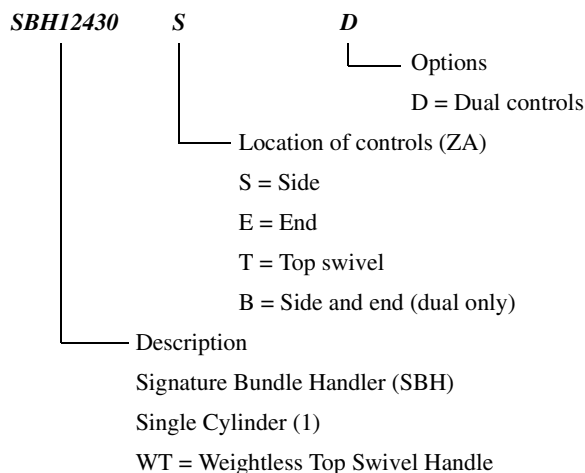 SBH12430 S D
Options
D = Dual controls
Location of controls (ZA)
S = Side
E = End
T = Top swivel
B = Side and end (dual only)
Description
Signature Bundle Handler (SBH)
Single Cylinder (1)
WT = Weightless Top Swivel Handle